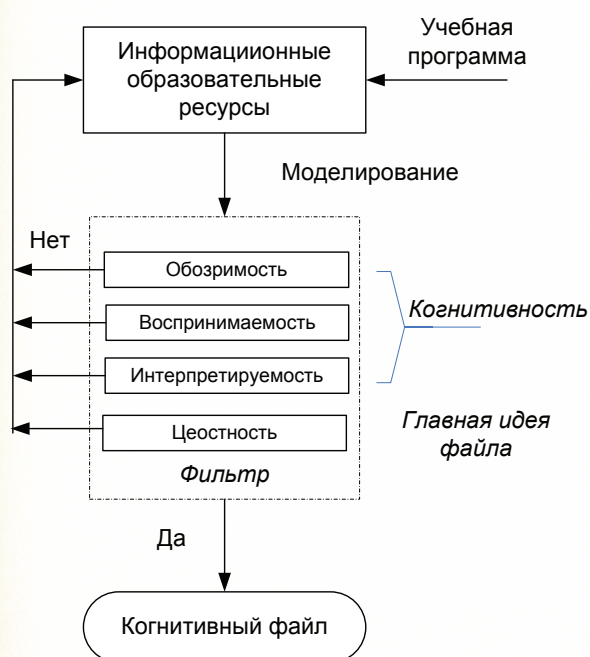 Учебная
программа
Информациионные
образовательные
ресурсы
Моделирование
Нет
Обозримость
Воспринимаемость
Когнитивность
Интерпретируемость
Главная идея
файла
Цеостность
Фильтр
Да
Когнитивный файл